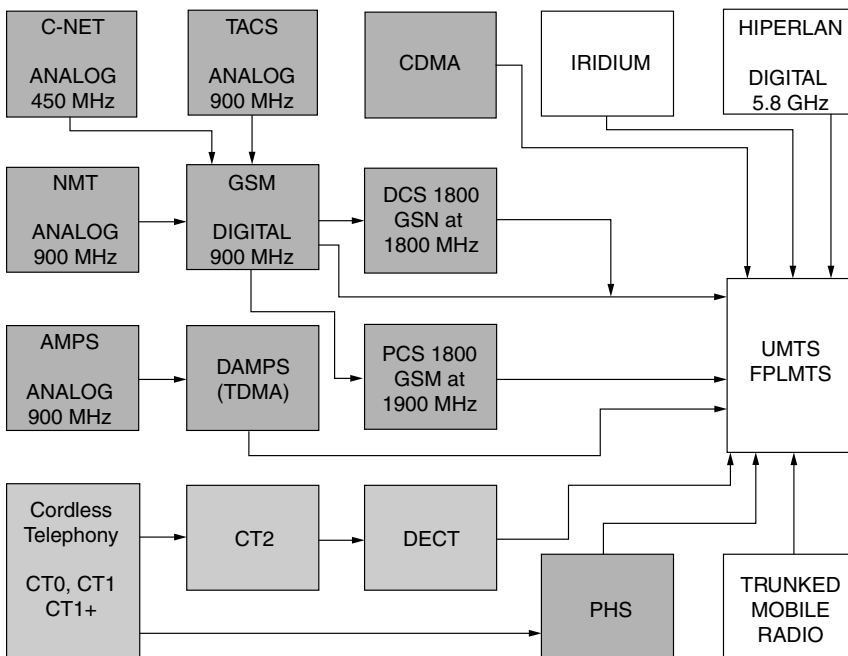 C-NET
ANALOG
450 MHz
TACS
ANALOG
900 MHz
CDMA
IRIDIUM
HIPERLAN
DIGITAL
5.8 GHz
NMT
ANALOG
900 MHz
GSM
DIGITAL
900 MHz
DCS 1800
GSN at
1800 MHz
AMPS
ANALOG
900 MHz
DAMPS
(TDMA)
PCS 1800
GSM at
1900 MHz
UMTS
FPLMTS
Cordless
Telephony
CT0, CT1
CT1+
CT2
DECT
PHS
TRUNKED
MOBILE
RADIO